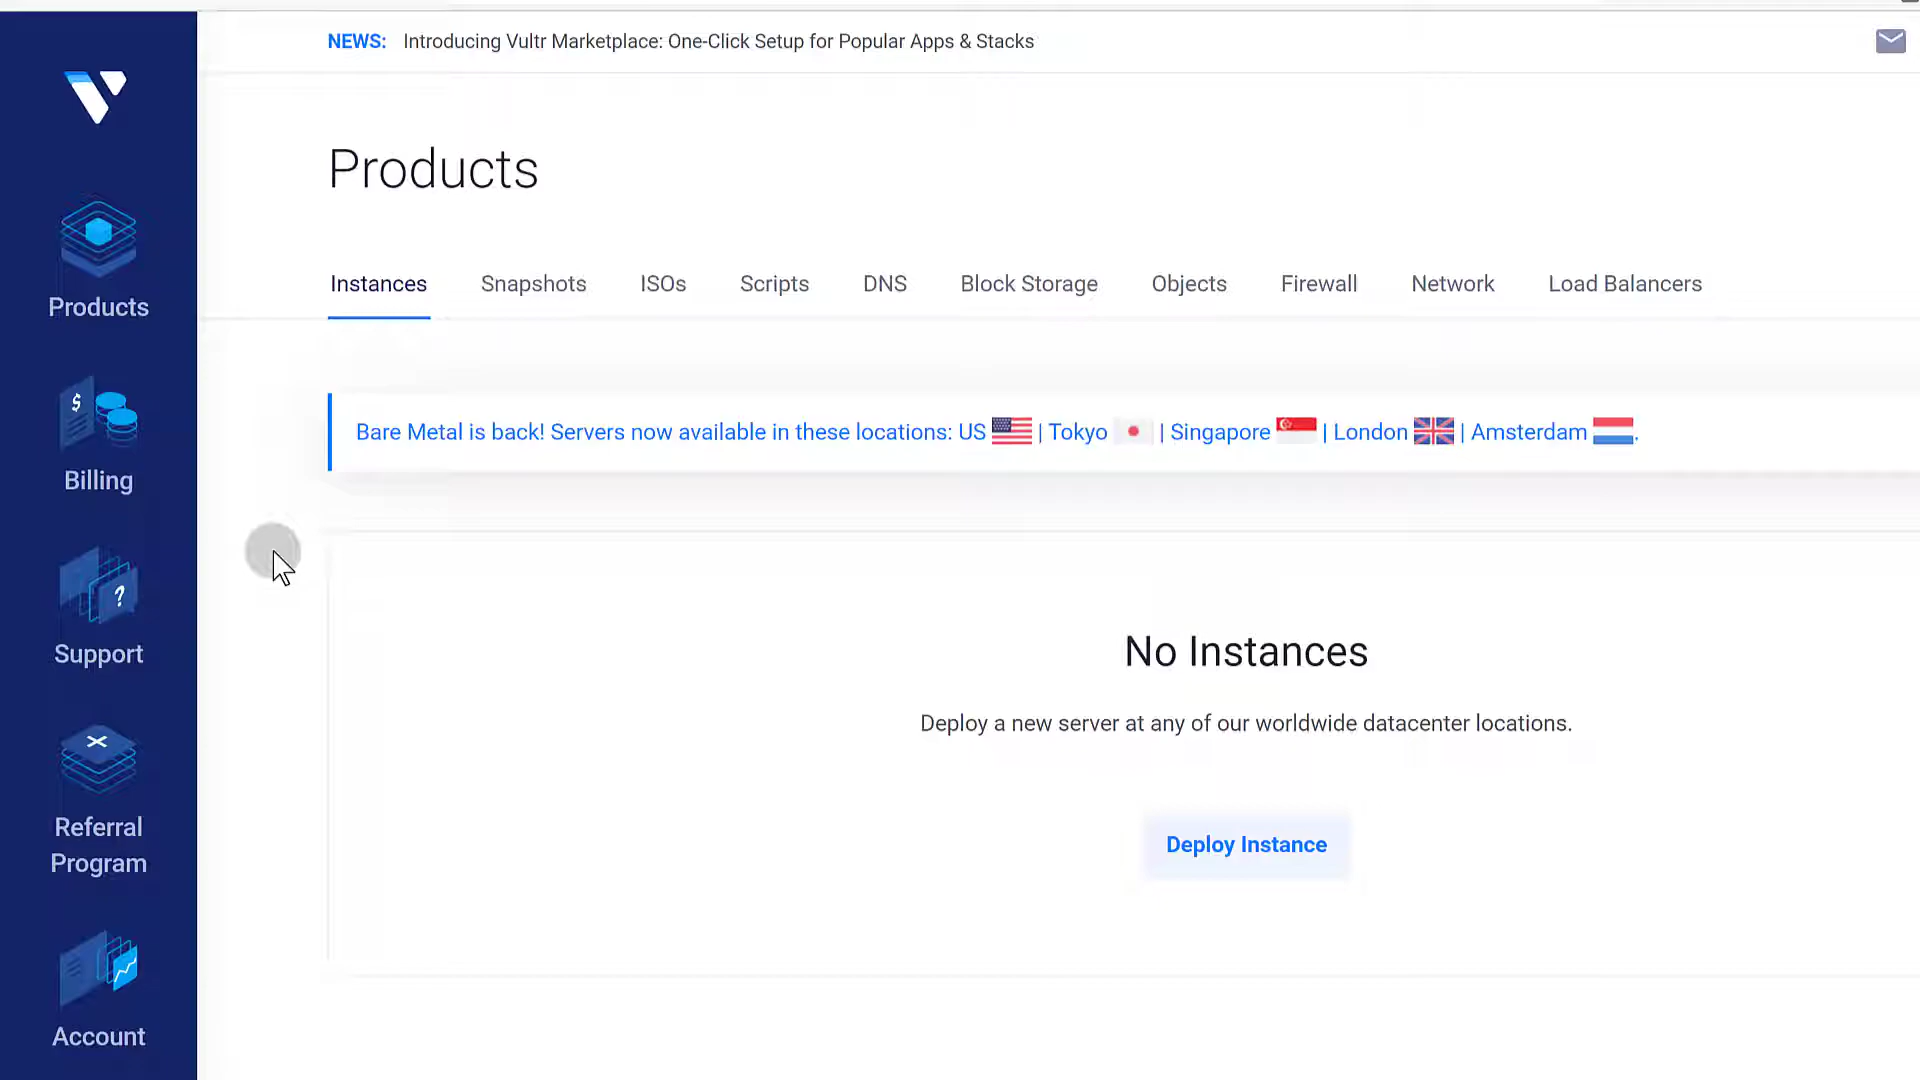 NEWS: Introducing Vultr Marketplace: One-Click Setup for Popular Apps & Stacks
Products
Products
Billing
Support
Referral
Program
Account
Instances Snapshots ISOs Scripts DNS Block Storage Objects Firewall Network Load Balancers
Bare Metal is back! Servers now available in these locations: US | Tokyo | Singapore | London | Amsterdam .
No Instances
Deploy a new server at any of our worldwide datacenter locations.
Deploy Instance